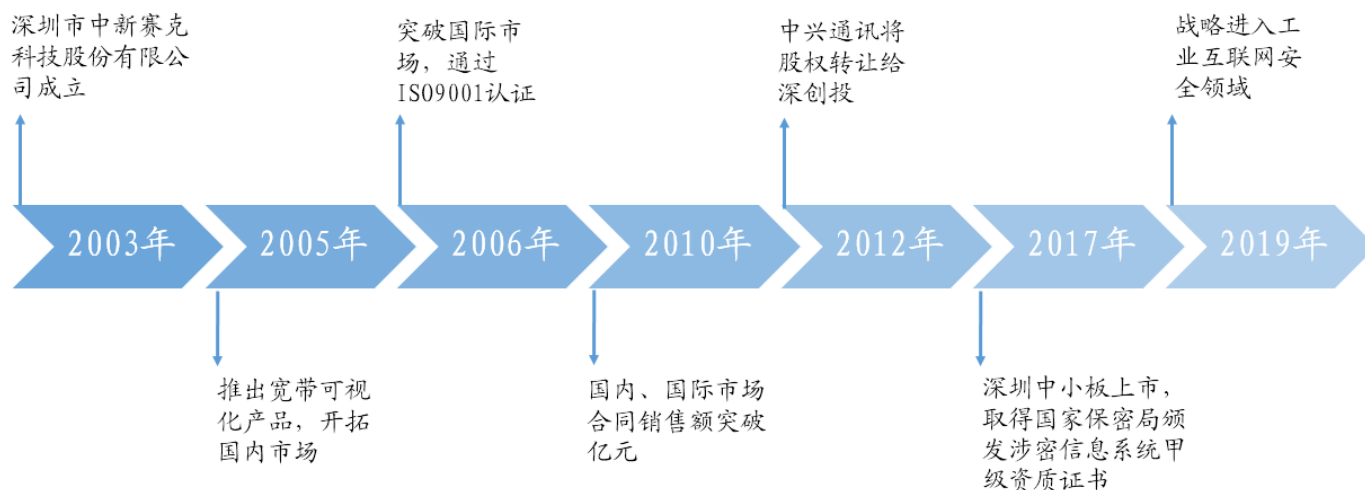 深圳市中新赛克
科技股份有限公
司成立
突破国际市
场，通过
ISO9001认证
中兴通讯将
股权转让给
深创投
战略进入工
业互联网安
全领域
2003年
2005年
2006年
2010年
2012年
2017年
2019年
推出宽带可视
化产品，开拓
国内市场
国内、国际市场
合同销售额突破
亿元
深圳中小板上市，
取得国家保密局颁
发涉密信息系统甲
级资质证书